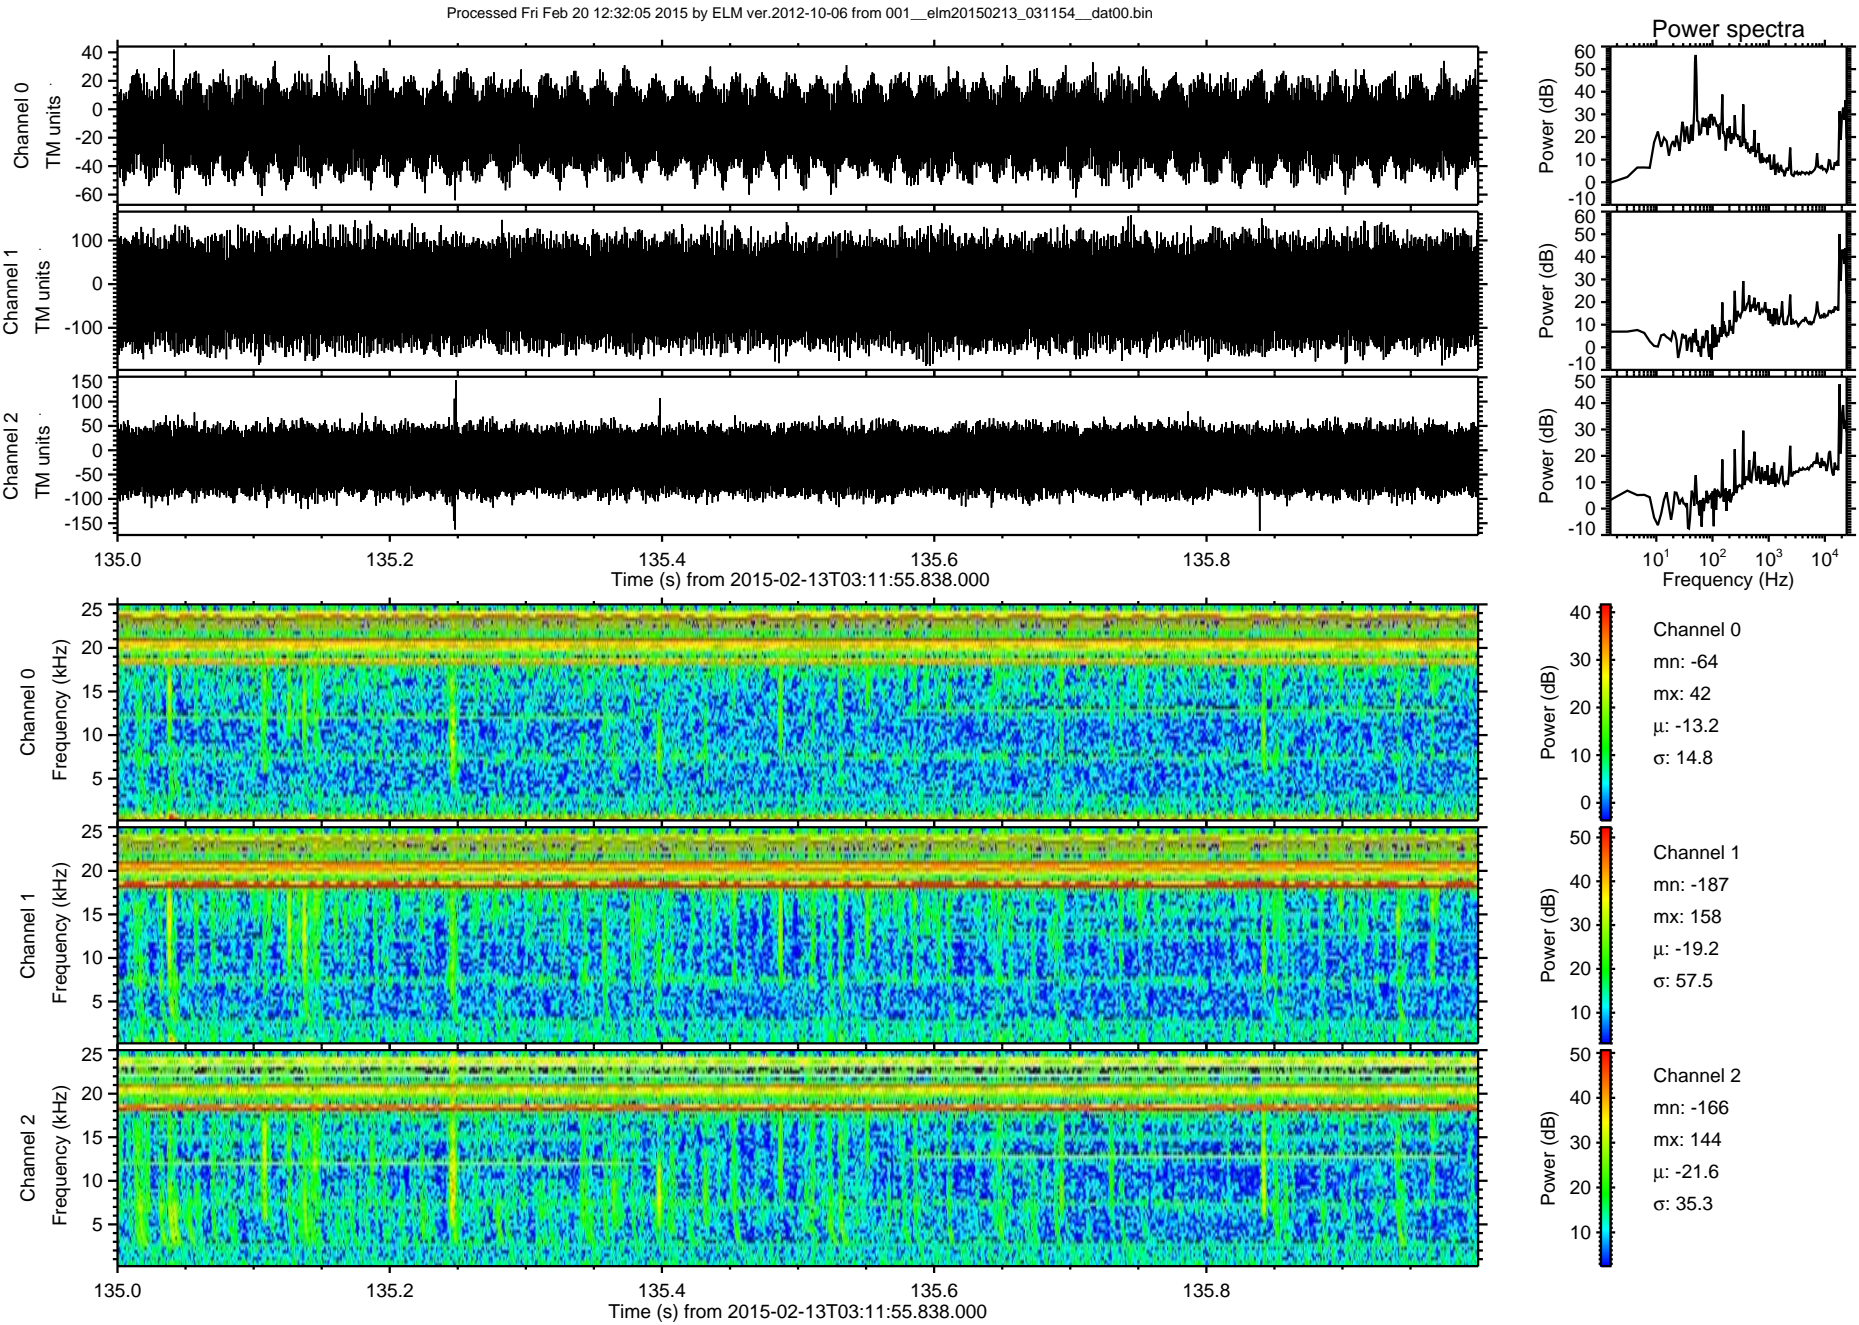 Processed Fri Feb 20 12:32:05 2015 by ELM ver.2012-10-06 from 001__elm20150213_031154__dat00.bin
Power spectra
Channel 0
TM units
40
20
0
-20
-40
-60
Power (dB)
60
50
40
30
20
10
0
-10
Channel 1
TM units
100
0
-100
Power (dB)
60
50
40
30
20
10
0
-10
Channel 2
TM units
150
100
50
0
-50
-100
-150
Power (dB)
50
40
30
20
10
0
-10
135.0 135.2 135.4 135.6 135.8
Time (s) from 2015-02-13T03:11:55.838.000
10^1 10^2 10^3 10^4
Frequency (Hz)
Channel 0
Frequency (kHz)
25
20
15
10
5
Power (dB)
40
30
20
10
0
Channel 0
mn: -64
mx: 42
μ: -13.2
σ: 14.8
Channel 1
Frequency (kHz)
25
20
15
10
5
Power (dB)
50
40
30
20
10
Channel 1
mn: -187
mx: 158
μ: -19.2
σ: 57.5
Channel 2
Frequency (kHz)
25
20
15
10
5
Power (dB)
50
40
30
20
10
Channel 2
mn: -166
mx: 144
μ: -21.6
σ: 35.3
135.0 135.2 135.4 135.6 135.8
Time (s) from 2015-02-13T03:11:55.838.000